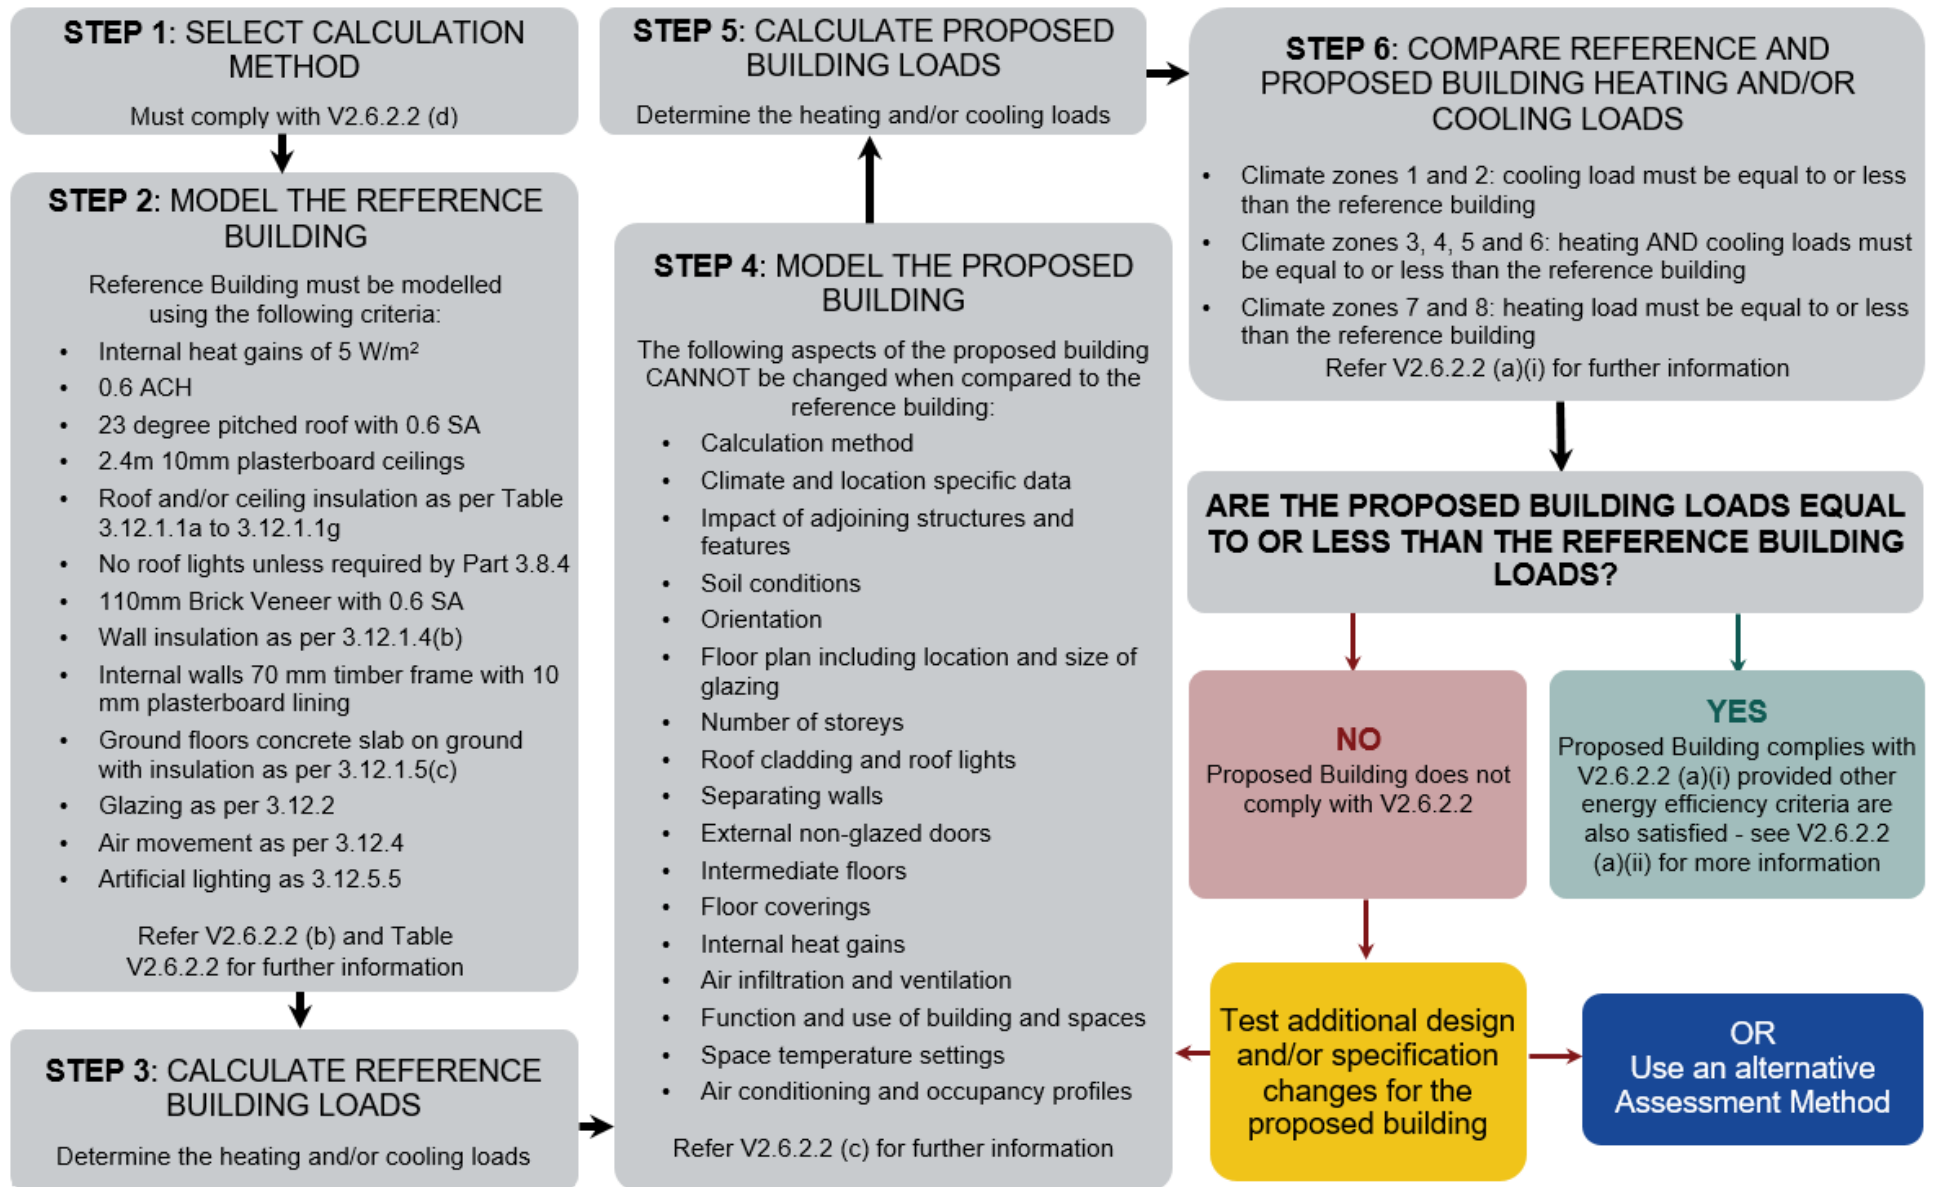 STEP 1: SELECT CALCULATION
METHOD
Must comply with V2.6.2.2 (d)
STEP 2: MODEL THE REFERENCE
BUILDING
Reference Building must be modelled
using the following criteria:
• Internal heat gains of 5 W/m²
• 0.6 ACH
• 23 degree pitched roof with 0.6 SA
• 2.4m 10mm plasterboard ceilings
• Roof and/or ceiling insulation as per Table
3.12.1.1a to 3.12.1.1g
• No roof lights unless required by Part 3.8.4
• 110mm Brick Veneer with 0.6 SA
• Wall insulation as per 3.12.1.4(b)
• Internal walls 70 mm timber frame with 10
mm plasterboard lining
• Ground floors concrete slab on ground
with insulation as per 3.12.1.5(c)
• Glazing as per 3.12.2
• Air movement as per 3.12.4
• Artificial lighting as 3.12.5.5
Refer V2.6.2.2 (b) and Table
V2.6.2.2 for further information
STEP 3: CALCULATE REFERENCE
BUILDING LOADS
Determine the heating and/or cooling loads
STEP 4: MODEL THE PROPOSED
BUILDING
The following aspects of the proposed building
CANNOT be changed when compared to the
reference building:
• Calculation method
• Climate and location specific data
• Impact of adjoining structures and
features
• Soil conditions
• Orientation
• Floor plan including location and size of
glazing
• Number of storeys
• Roof cladding and roof lights
• Separating walls
• External non-glazed doors
• Intermediate floors
• Floor coverings
• Internal heat gains
• Air infiltration and ventilation
• Function and use of building and spaces
• Space temperature settings
• Air conditioning and occupancy profiles
Refer V2.6.2.2 (c) for further information
STEP 5: CALCULATE PROPOSED
BUILDING LOADS
Determine the heating and/or cooling loads
STEP 6: COMPARE REFERENCE AND
PROPOSED BUILDING HEATING AND/OR
COOLING LOADS
• Climate zones 1 and 2: cooling load must be equal to or less
than the reference building
• Climate zones 3, 4, 5 and 6: heating AND cooling loads must
be equal to or less than the reference building
• Climate zones 7 and 8: heating load must be equal to or less
than the reference building
Refer V2.6.2.2 (a)(i) for further information
ARE THE PROPOSED BUILDING LOADS EQUAL
TO OR LESS THAN THE REFERENCE BUILDING
LOADS?
NO
Proposed Building does not
comply with V2.6.2.2
YES
Proposed Building complies with
V2.6.2.2 (a)(i) provided other
energy efficiency criteria are
also satisfied - see V2.6.2.2
(a)(ii) for more information
Test additional design
and/or specification
changes for the
proposed building
OR
Use an alternative
Assessment Method